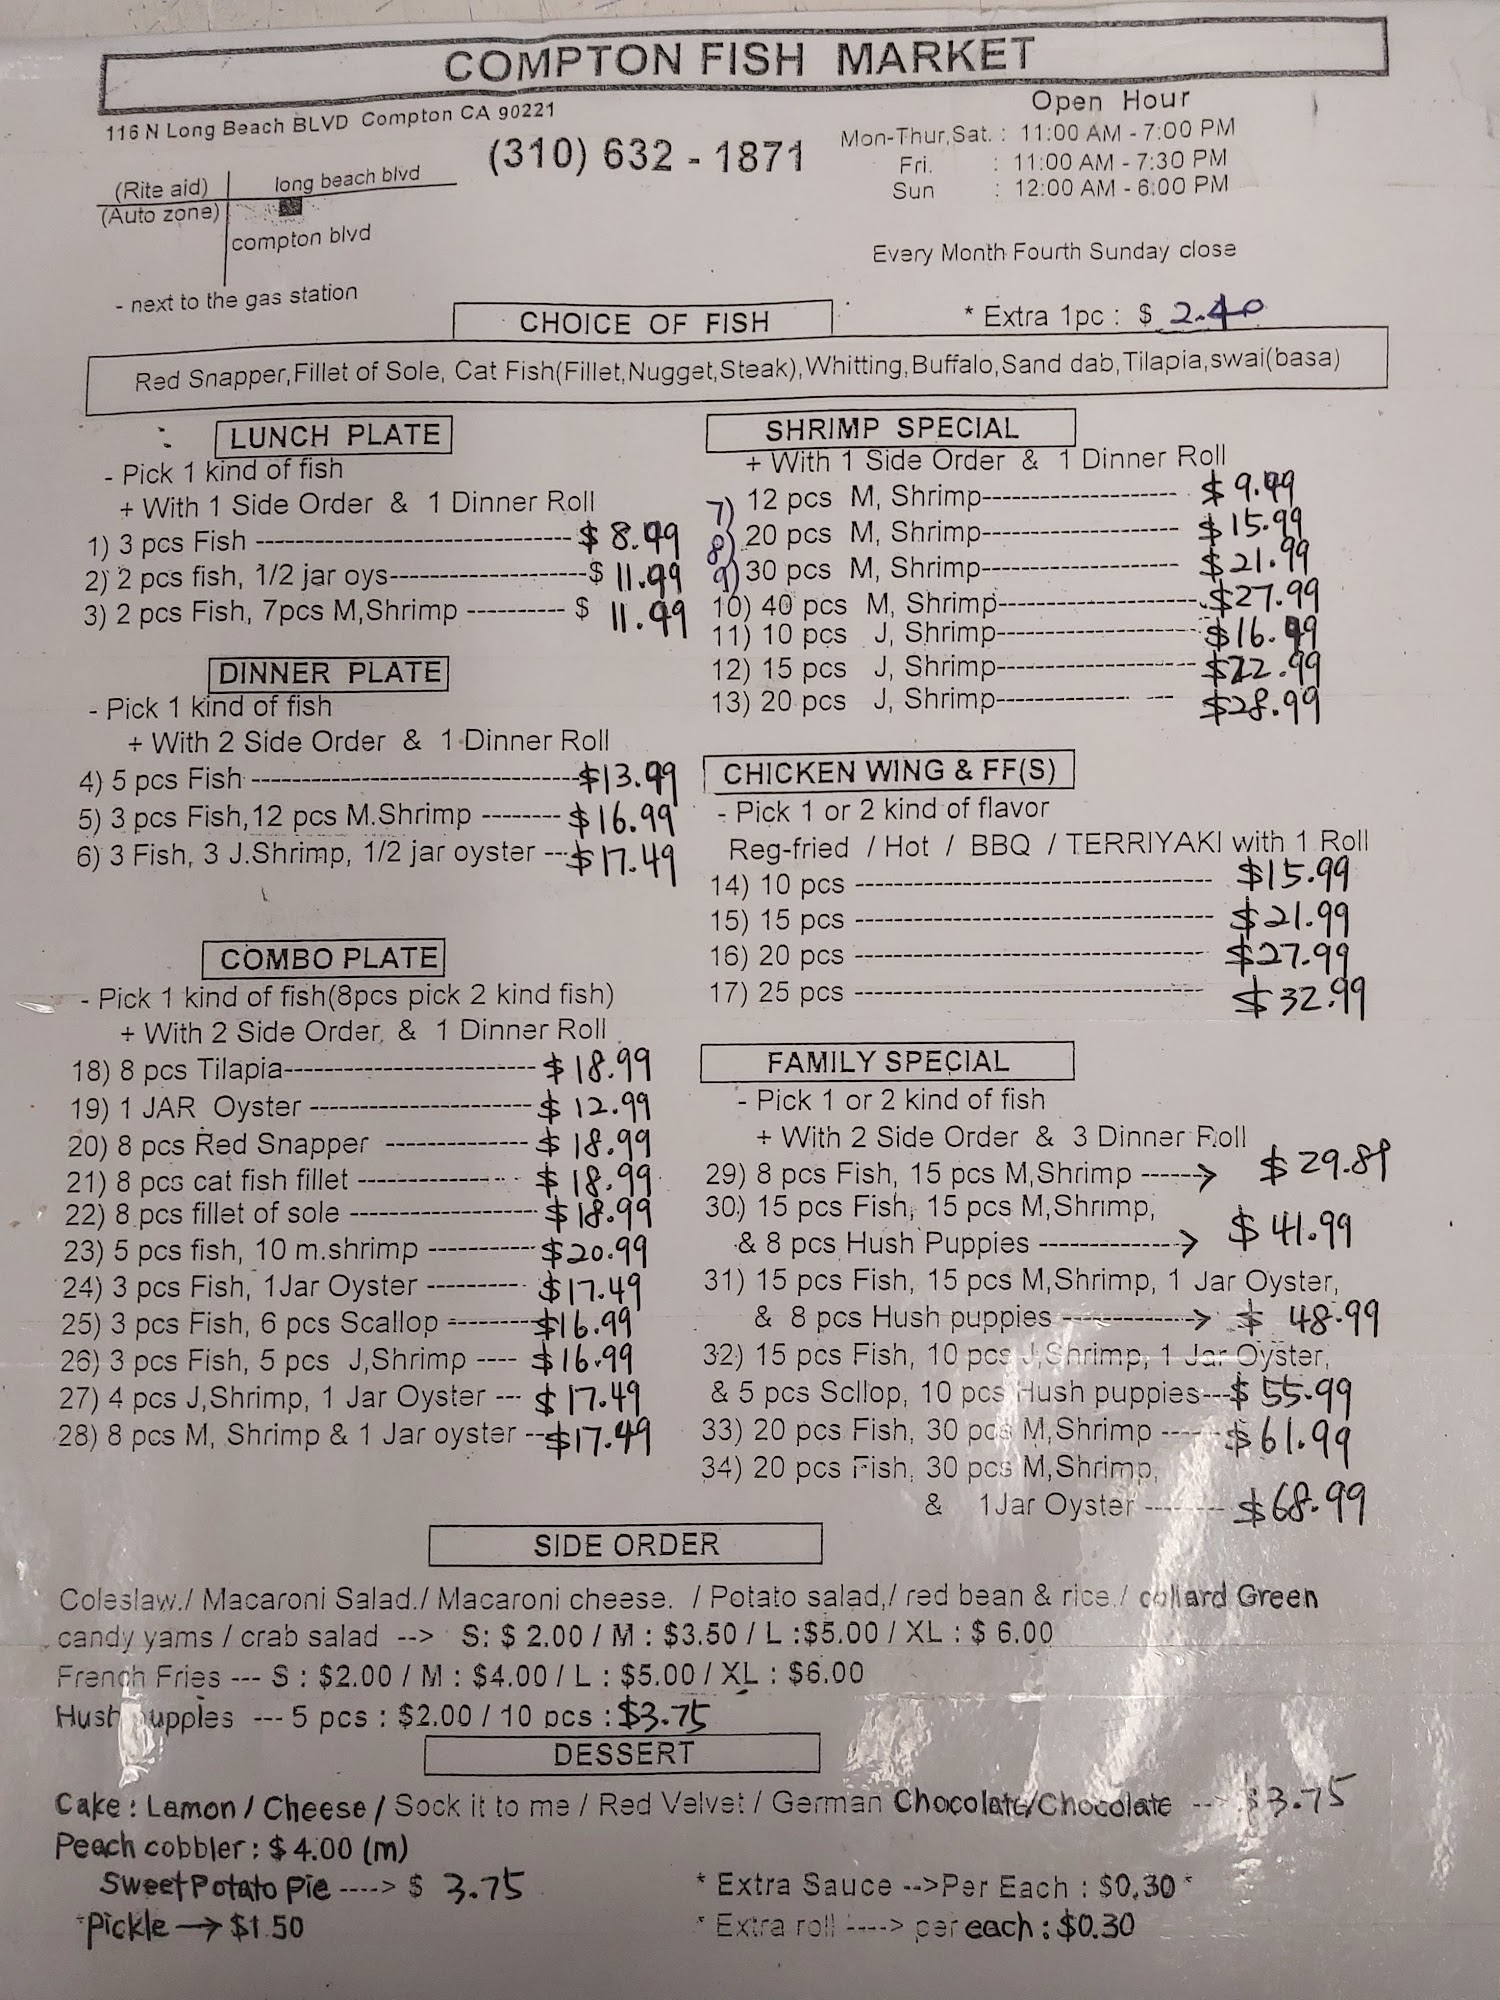 COMPTON FISH MARKET
116 N Long Beach BLVD Compton CA 90221
(310) 632 - 1871
Open Hour
Mon-Thur,Sat. : 11:00 AM - 7:00 PM
Fri. : 11:00 AM - 7:30 PM
Sun : 12:00 AM - 6:00 PM
(Rite aid)
long beach blvd
(Auto zone)
compton blvd
- next to the gas station
Every Month Fourth Sunday close
CHOICE OF FISH
* Extra 1pc : $ 2.40
Red Snapper,Fillet of Sole, Cat Fish(Fillet,Nugget,Steak),Whitting,Buffalo,Sand dab,Tilapia,swai(basa)
LUNCH PLATE
- Pick 1 kind of fish
+ With 1 Side Order & 1 Dinner Roll
1) 3 pcs Fish ------------------------------ $ 8.99
2) 2 pcs fish, 1/2 jar oys------------------$ 11.99
3) 2 pcs Fish, 7pcs M,Shrimp ---------- $ 11.99
DINNER PLATE
- Pick 1 kind of fish
+ With 2 Side Order & 1 Dinner Roll
4) 5 pcs Fish ------------------------------$13.99
5) 3 pcs Fish,12 pcs M.Shrimp -------- $16.99
6) 3 Fish, 3 J.Shrimp, 1/2 jar oyster ---$17.49
COMBO PLATE
- Pick 1 kind of fish(8pcs pick 2 kind fish)
+ With 2 Side Order, & 1 Dinner Roll
18) 8 pcs Tilapia------------------------ $ 18.99
19) 1 JAR Oyster --------------------- $ 12.99
20) 8 pcs Red Snapper -------------- $ 18.99
21) 8 pcs cat fish fillet --------------- $ 18.99
22) 8 pcs fillet of sole ------------------ $18.99
23) 5 pcs fish, 10 m.shrimp ----------$20.99
24) 3 pcs Fish, 1Jar Oyster ---------- $17.49
25) 3 pcs Fish, 6 pcs Scallop --------$16.99
26) 3 pcs Fish, 5 pcs J,Shrimp ---- $16.99
27) 4 pcs J,Shrimp, 1 Jar Oyster --- $ 17.49
28) 8 pcs M, Shrimp & 1 Jar oyster --$17.49
SHRIMP SPECIAL
+ With 1 Side Order & 1 Dinner Roll
7) 12 pcs M, Shrimp------------------- $ 9.99
8) 20 pcs M, Shrimp------------------- $15.99
9) 30 pcs M, Shrimp------------------- $21.99
10) 40 pcs M, Shrimp-------------------$27.99
11) 10 pcs J, Shrimp--------------------$16.99
12) 15 pcs J, Shrimp-------------------- $22.99
13) 20 pcs J, Shrimp------------- --- $28.99
CHICKEN WING & FF(S)
- Pick 1 or 2 kind of flavor
Reg-fried / Hot / BBQ / TERRIYAKI with 1 Roll
14) 10 pcs ----------------------------------- $15.99
15) 15 pcs ----------------------------------- $21.99
16) 20 pcs ----------------------------------- $27.99
17) 25 pcs ----------------------------------- $32.99
FAMILY SPECIAL
- Pick 1 or 2 kind of fish
+ With 2 Side Order & 3 Dinner Roll
29) 8 pcs Fish, 15 pcs M,Shrimp -----> $29.89
30) 15 pcs Fish, 15 pcs M,Shrimp,
& 8 pcs Hush Puppies -------------> $ 41.99
31) 15 pcs Fish, 15 pcs M,Shrimp, 1 Jar Oyster,
& 8 pcs Hush puppies -------------> $ 48.99
32) 15 pcs Fish, 10 pcs J,Shrimp, 1 Jar Oyster,
& 5 pcs Scllop, 10 pcs Hush puppies---$ 55.99
33) 20 pcs Fish, 30 pcs M,Shrimp -----$61.99
34) 20 pcs Fish, 30 pcs M,Shrimp,
& 1Jar Oyster -------- $68.99
SIDE ORDER
Coleslaw./ Macaroni Salad./ Macaroni cheese. / Potato salad,/ red bean & rice./ collard Green
candy yams / crab salad --> S: $ 2.00 / M : $3.50 / L :$5.00 / XL : $ 6.00
French Fries --- S : $2.00 / M : $4.00 / L : $5.00 / XL : $6.00
Hush puppies --- 5 pcs : $2.00 / 10 pcs : $3.75
DESSERT
Cake : Lamon / Cheese / Sock it to me / Red Velvet / German Chocolate/Chocolate --> $3.75
Peach cobbler : $ 4.00 (m)
Sweet Potato Pie ----> $ 3.75
*Pickle -> $1.50
* Extra Sauce -->Per Each : $0.30 *
* Extra roll ----> per each : $0.30